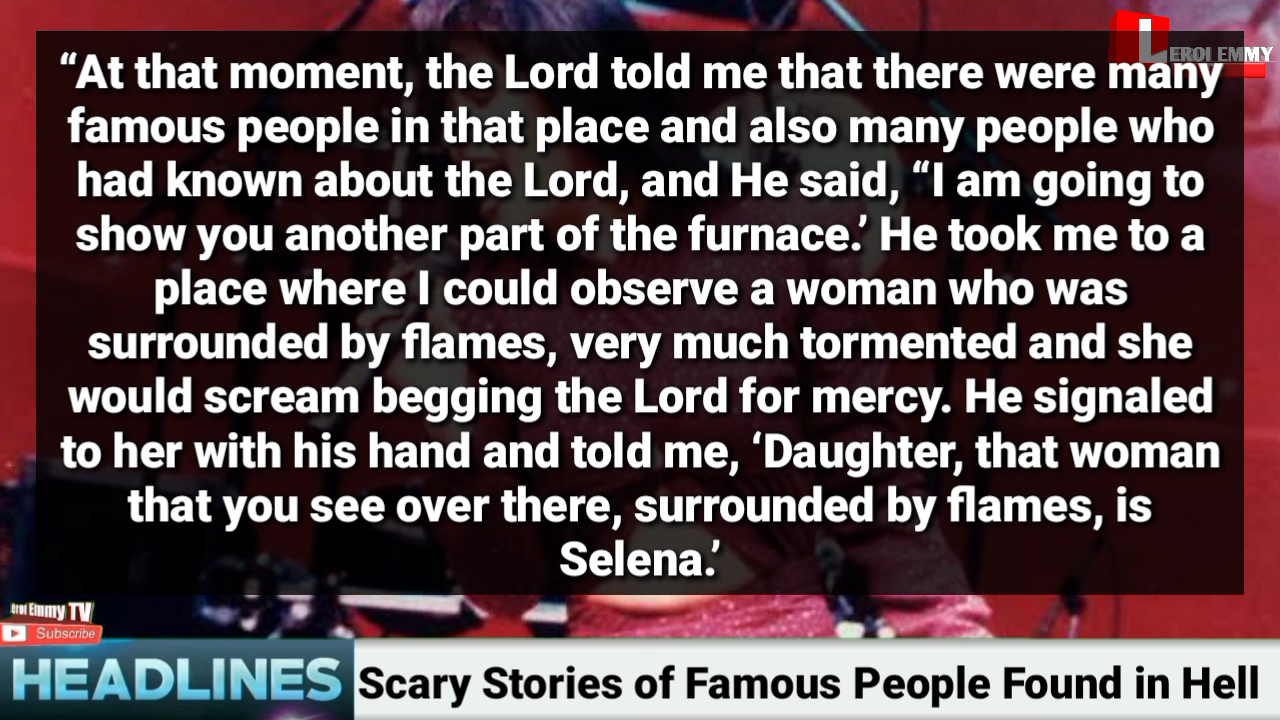 LEROI EMMY
“At that moment, the Lord told me that there were many
famous people in that place and also many people who
had known about the Lord, and He said, “I am going to
show you another part of the furnace.’ He took me to a
place where I could observe a woman who was
surrounded by flames, very much tormented and she
would scream begging the Lord for mercy. He signaled
to her with his hand and told me, ‘Daughter, that woman
that you see over there, surrounded by flames, is
Selena.’
erol Emmy TV
Subscribe
HEADLINES Scary Stories of Famous People Found in Hell